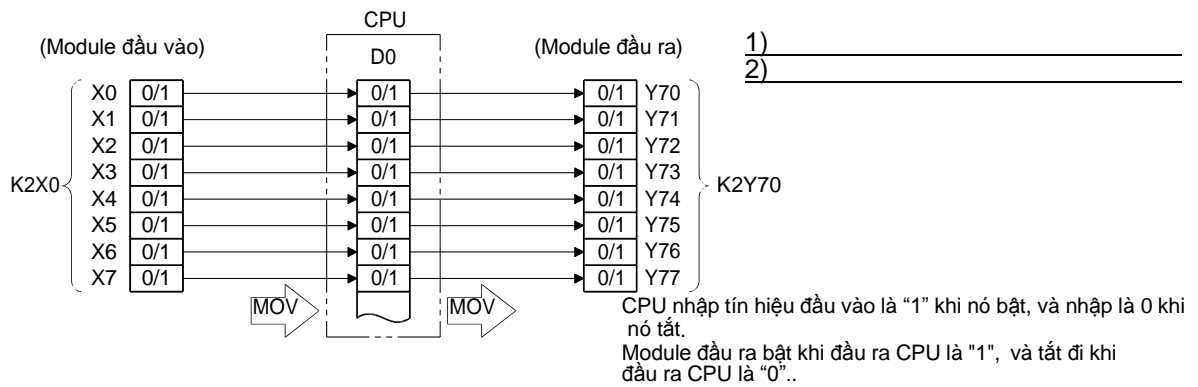 CPU
(Module đầu vào)
D0
(Module đầu ra)
1)
2)
X0 0/1 0/1 0/1 Y70
X1 0/1 0/1 0/1 Y71
X2 0/1 0/1 0/1 Y72
X3 0/1 0/1 0/1 Y73
K2X0
K2Y70
X4 0/1 0/1 0/1 Y74
X5 0/1 0/1 0/1 Y75
X6 0/1 0/1 0/1 Y76
X7 0/1 0/1 0/1 Y77
MOV
MOV
CPU nhập tín hiệu đầu vào là “1” khi nó bật, và nhập là 0 khi
nó tắt.
Module đầu ra bật khi đầu ra CPU là "1", và tắt đi khi
đầu ra CPU là “0”..